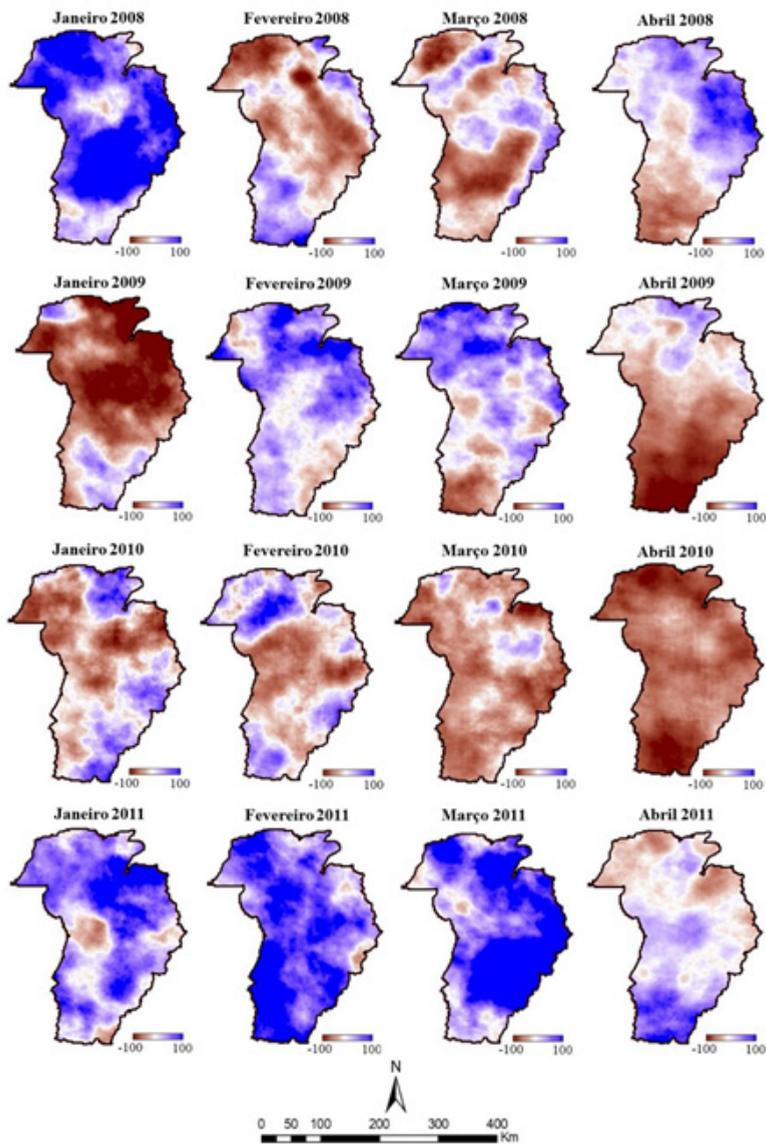 Janeiro 2008 Fevereiro 2008 Março 2008 Abril 2008
-100 100 -100 100 -100 100 -100 100
Janeiro 2009 Fevereiro 2009 Março 2009 Abril 2009
-100 100 -100 100 -100 100 -100 100
Janeiro 2010 Fevereiro 2010 Março 2010 Abril 2010
-100 100 -100 100 -100 100 -100 100
Janeiro 2011 Fevereiro 2011 Março 2011 Abril 2011
-100 100 -100 100 -100 100 -100 100
N
0 50 100 200 300 400
Km